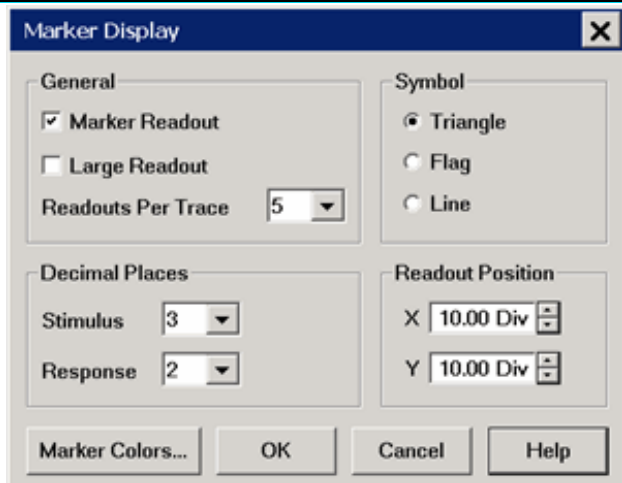 Marker Display
General
Marker Readout
Large Readout
Readouts Per Trace 5
Symbol
Triangle
Flag
Line
Decimal Places
Stimulus 3
Response 2
Readout Position
X 10.00 Div
Y 10.00 Div
Marker Colors... OK Cancel Help